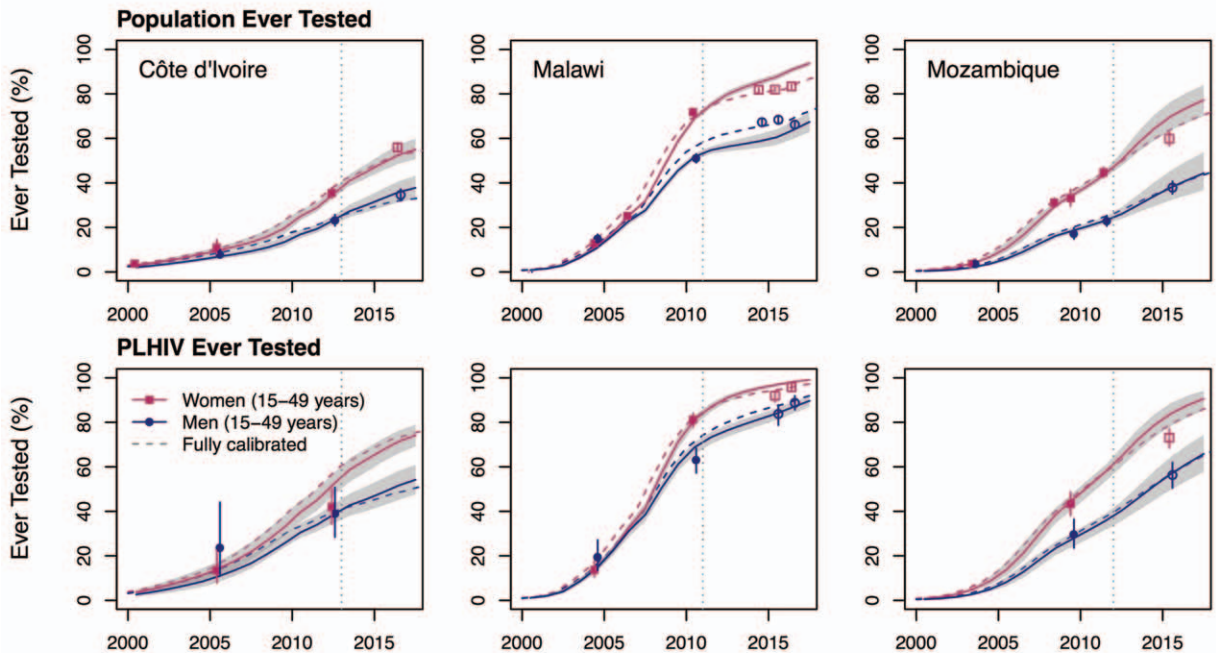 Population Ever Tested
Ever Tested (%)
100
80
60
40
20
0
Côte d'Ivoire
2000 2005 2010 2015
100
80
60
40
20
0
Malawi
2000 2005 2010 2015
100
80
60
40
20
0
Mozambique
2000 2005 2010 2015
PLHIV Ever Tested
Ever Tested (%)
100
80
60
40
20
0
Women (15–49 years)
Men (15–49 years)
Fully calibrated
2000 2005 2010 2015
100
80
60
40
20
0
2000 2005 2010 2015
100
80
60
40
20
0
2000 2005 2010 2015